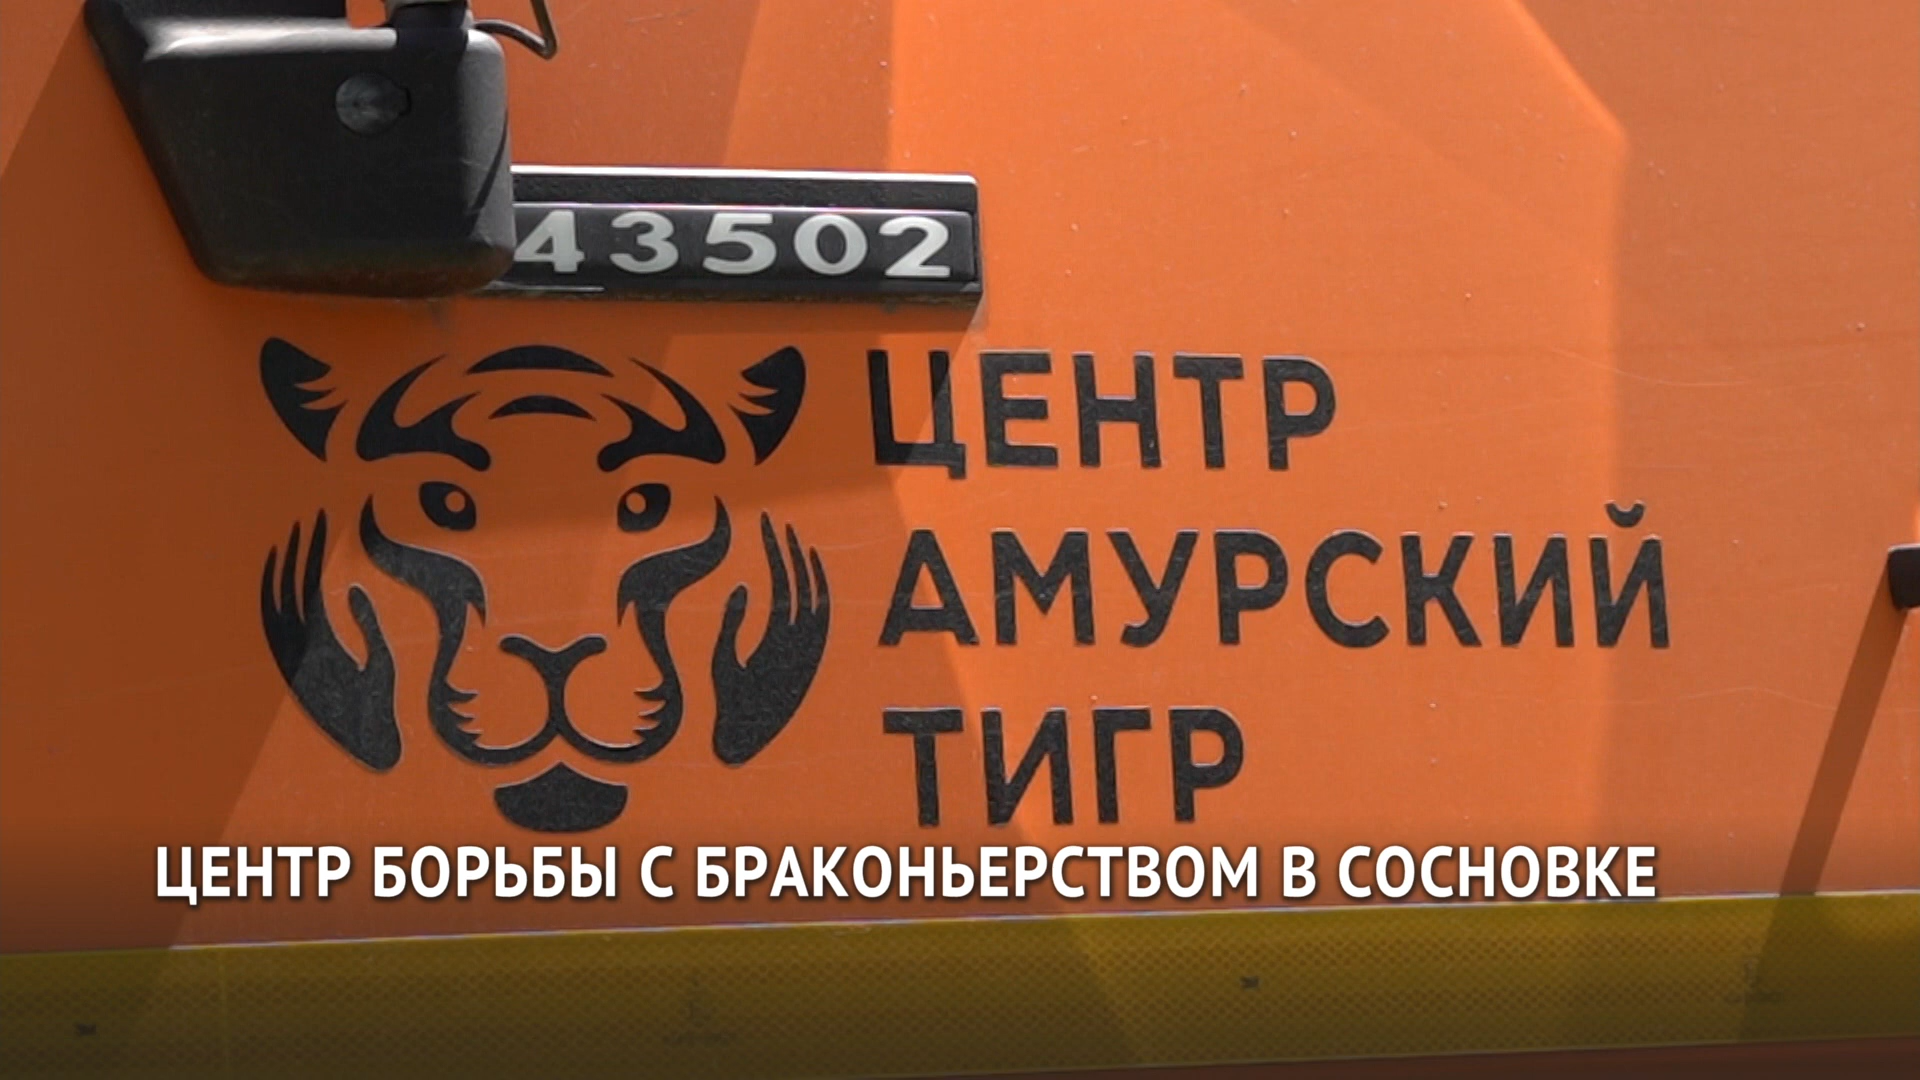 43502
ЦЕНТР
АМУРСКИЙ
ТИГР
ЦЕНТР БОРЬБЫ С БРАКОНЬЕРСТВОМ В СОСНОВКЕ